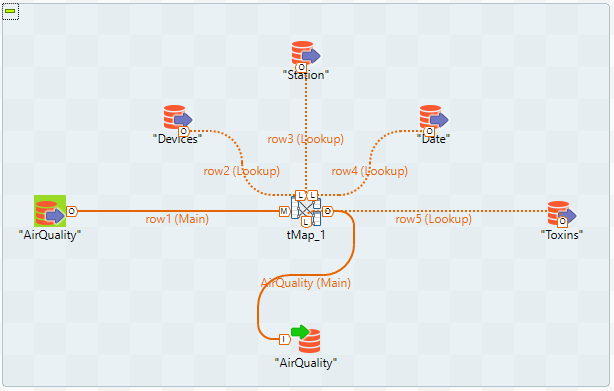 "Station"
"Devices"
"Date"
row3 (Lookup)
row2 (Lookup)
row4 (Lookup)
O
O
O
L L
O
M
O
L
O
row1 (Main)
row5 (Lookup)
"AirQuality"
tMap_1
"Toxins"
AirQuality (Main)
I
"AirQuality"